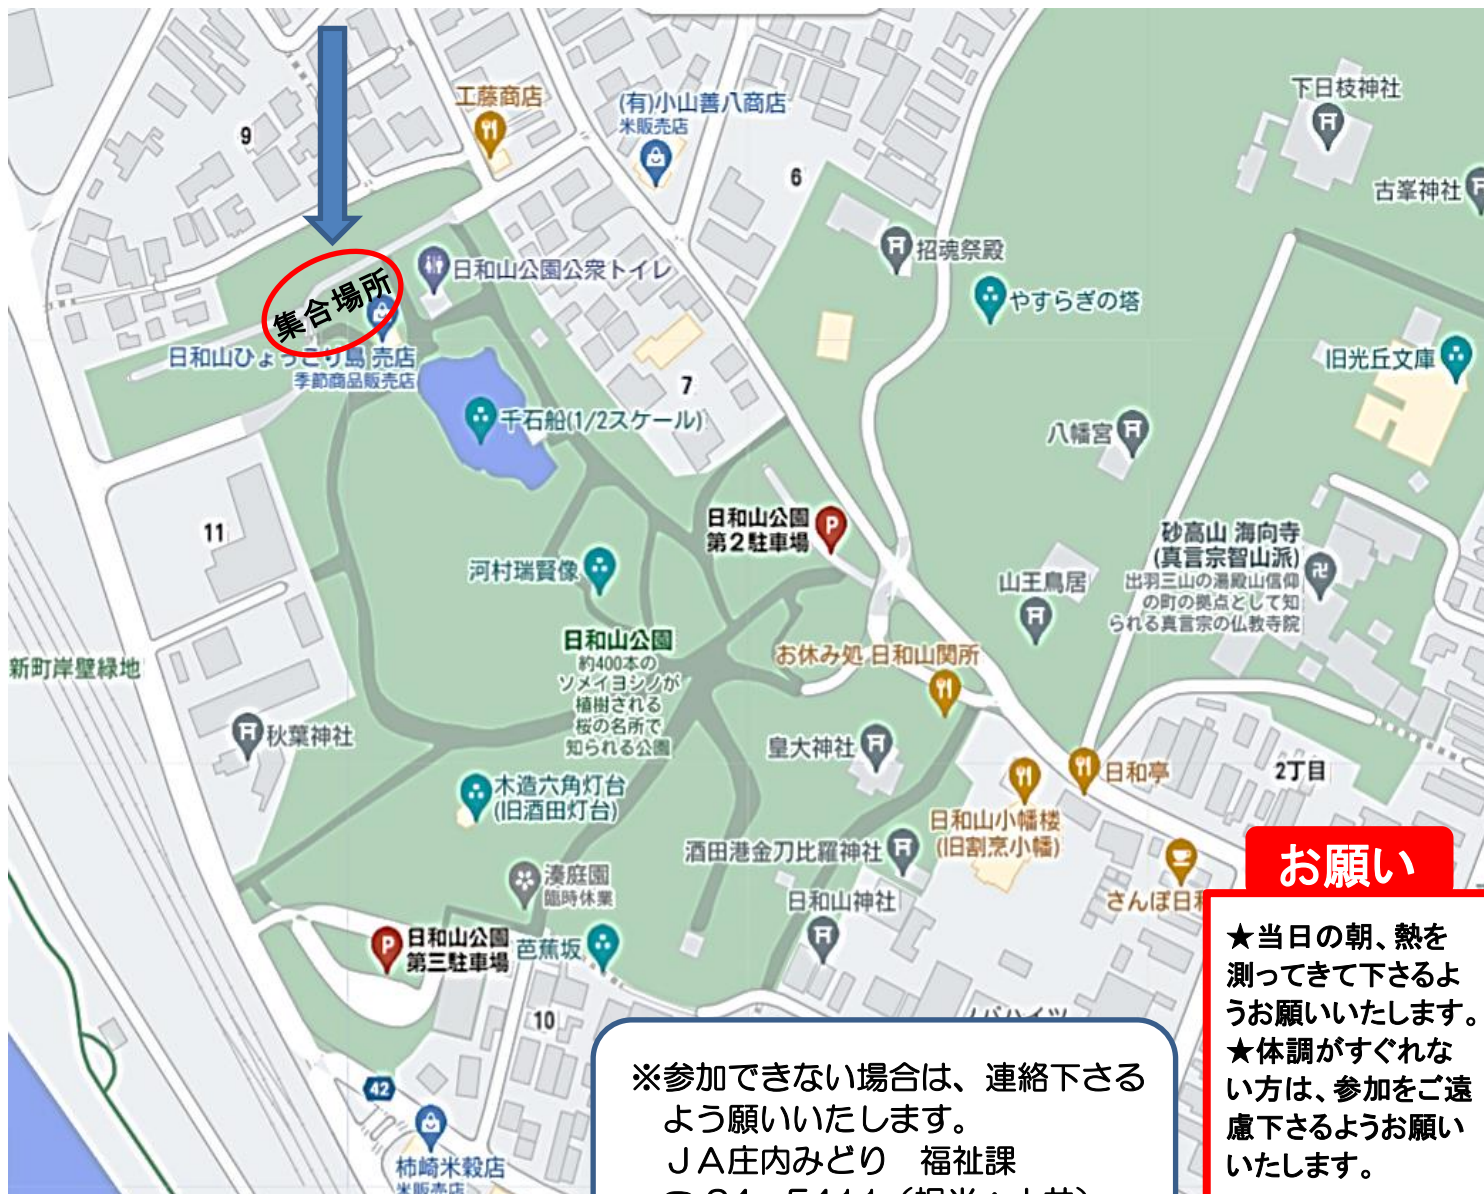 工藤商店
(有)小山善八商店
米販売店
下日枝神社
9
6
古峯神社
招魂祭殿
日和山公園公衆トイレ
集合場所
やすらぎの塔
日和山ひょっこり島 売店
季節商品販売店
旧光丘文庫
7
千石船(1/2スケール)
八幡宮
11
日和山公園
第2駐車場
砂高山 海向寺
(真言宗智山派)
出羽三山の湯殿山信仰
の町の拠点として知
られる真言宗の仏教寺院
河村瑞賢像
山王鳥居
日和山公園
約400本の
ソメイヨシノが
植樹される
桜の名所で
知られる公園
お休み処 日和山関所
新町岸壁緑地
秋葉神社
皇大神社
日和亭
2丁目
木造六角灯台
(旧酒田灯台)
日和山小幡楼
(旧割烹小幡)
酒田港金刀比羅神社
湊庭園
臨時休業
日和山神社
さんぽ日和
日和山公園
第三駐車場
芭蕉坂
10
42
柿崎米穀店
米販売店
お願い
★当日の朝、熱を
測ってきて下さるよ
うお願いいたします。
★体調がすぐれな
い方は、参加をご遠
慮下さるようお願い
いたします。
※参加できない場合は、連絡下さる
よう願いいたします。
ＪＡ庄内みどり 福祉課